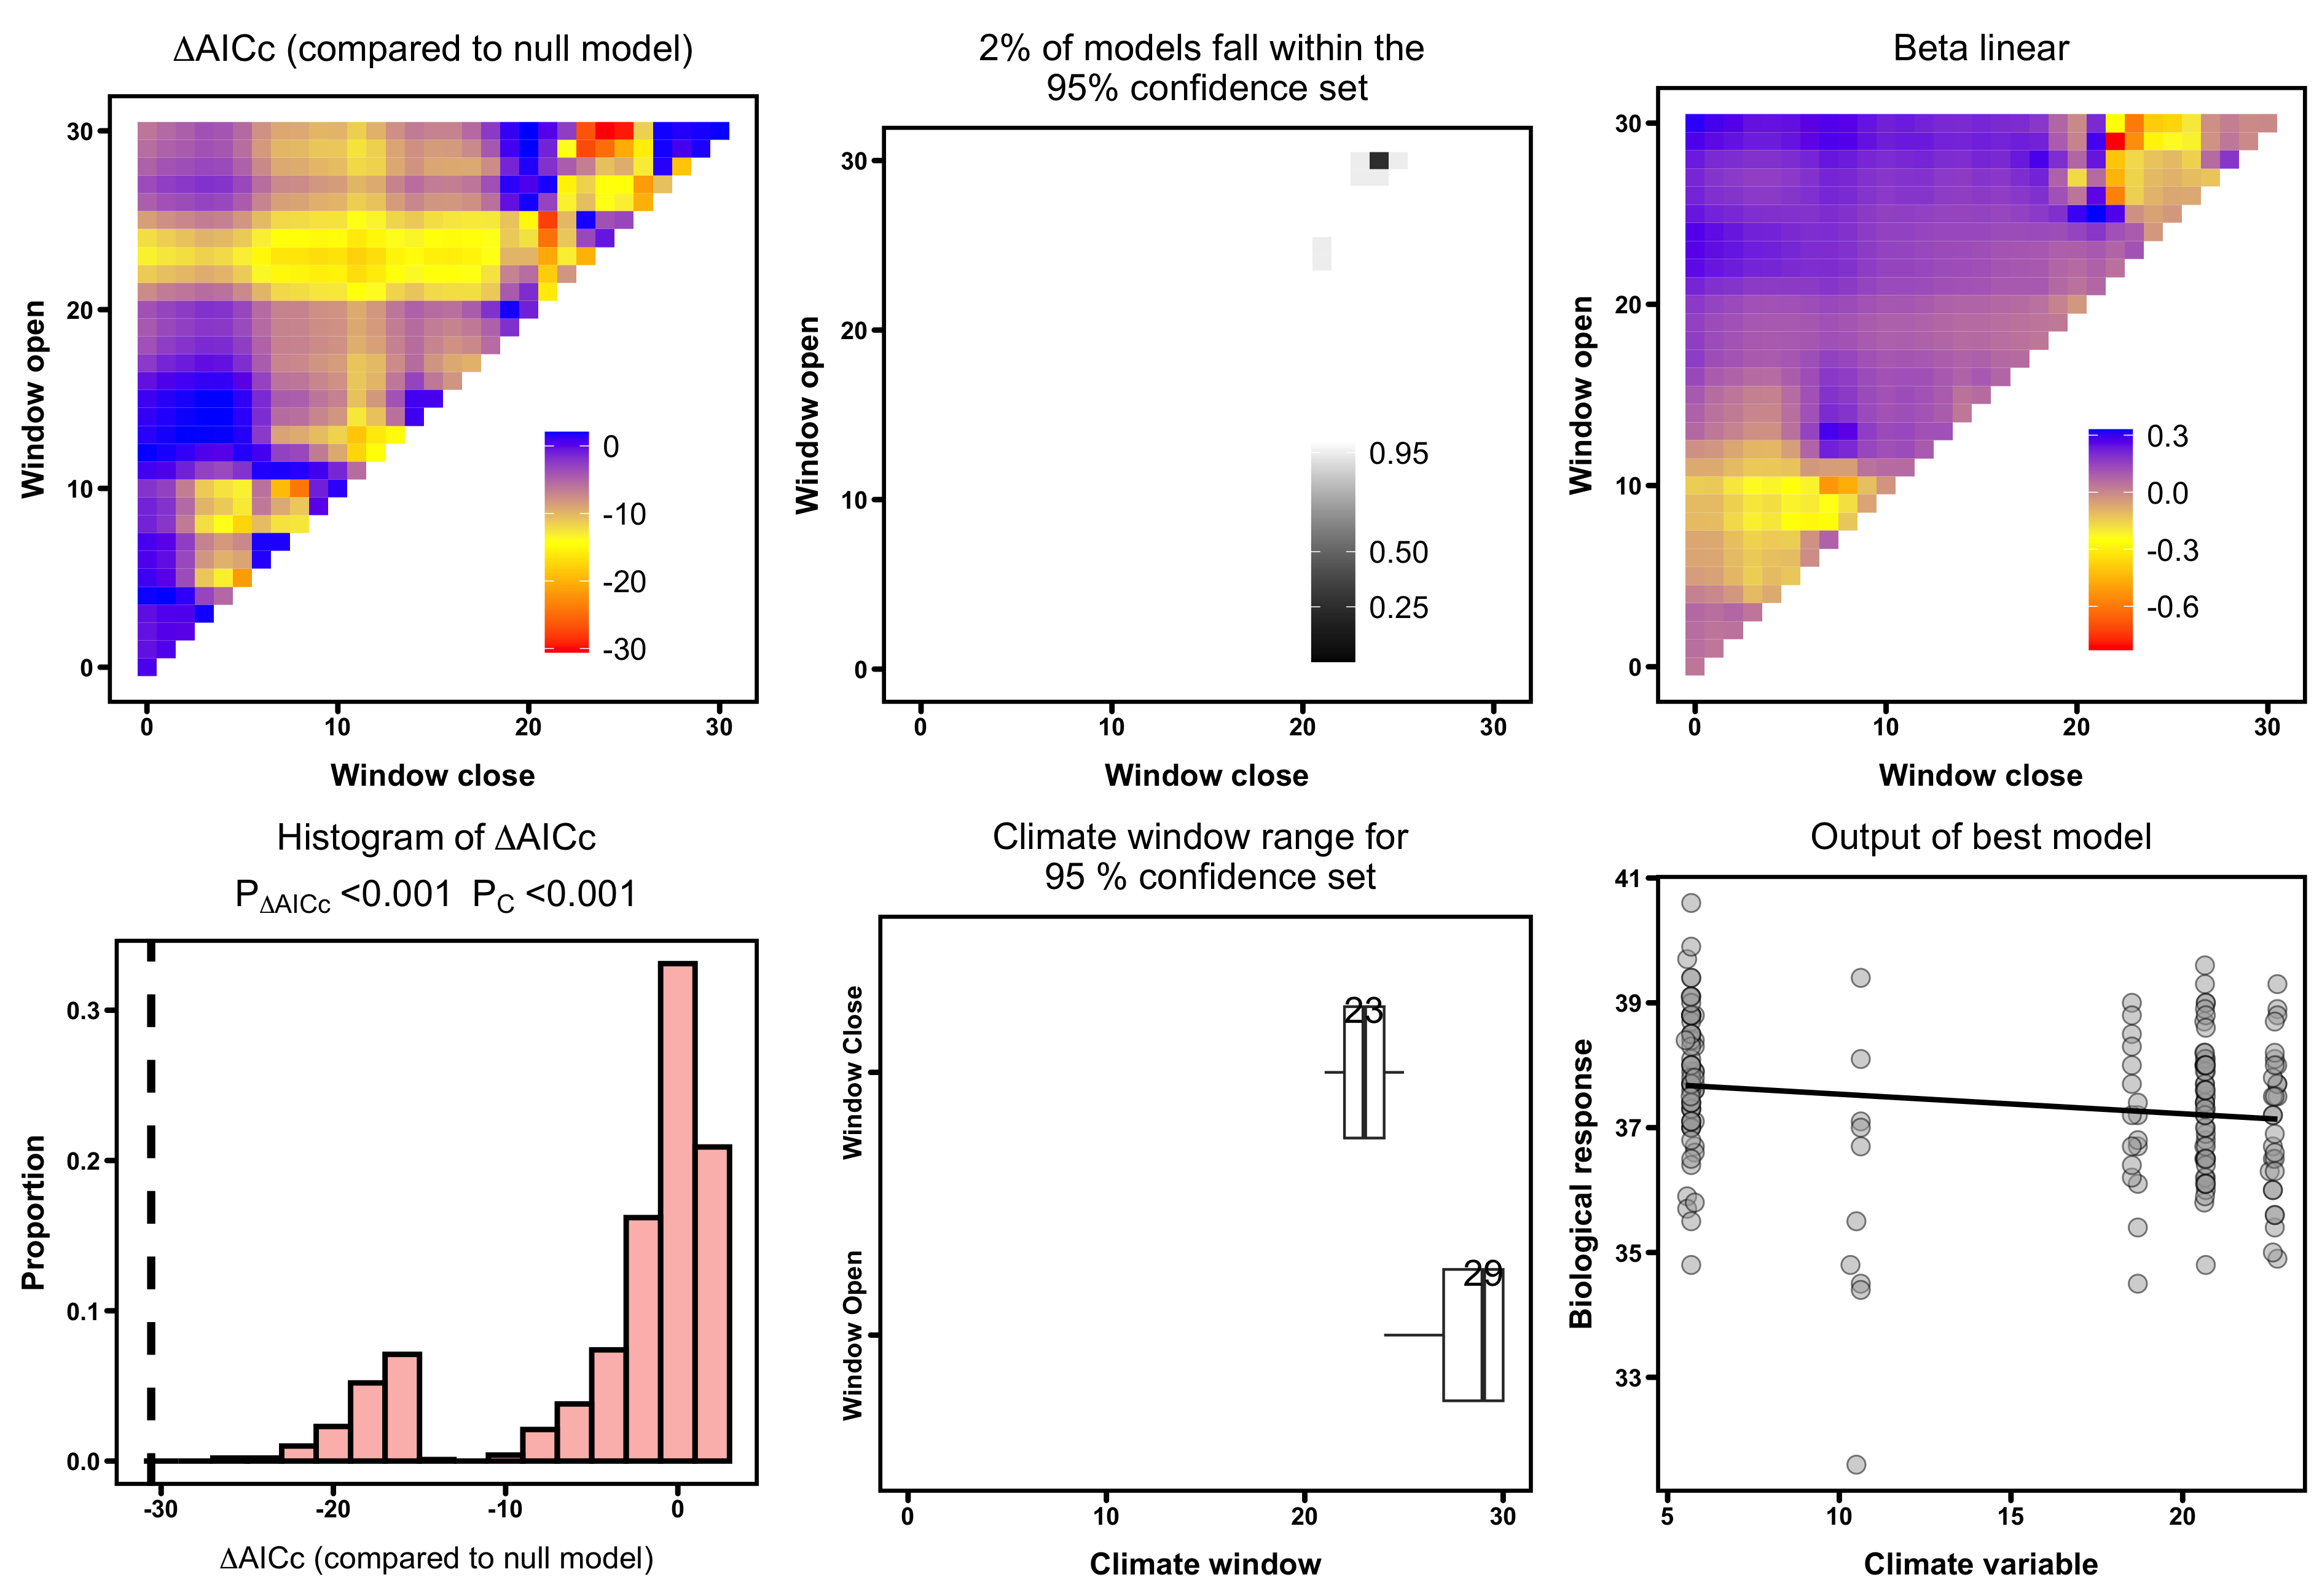 ΔAICc (compared to null model)
30
20
10
0
Window open
0
-10
-20
-30
0 10 20 30
Window close
2% of models fall within the
95% confidence set
30
20
10
0
Window open
0.95
0.50
0.25
0 10 20 30
Window close
Beta linear
30
20
10
0
Window open
0.3
0.0
-0.3
-0.6
0 10 20 30
Window close
Histogram of ΔAICc
PΔAICc <0.001 PC <0.001
0.3
0.2
0.1
0.0
Proportion
-30 -20 -10 0
ΔAICc (compared to null model)
Climate window range for
95 % confidence set
Window Close
23
Window Open
29
0 10 20 30
Climate window
Output of best model
41
39
37
35
33
Biological response
5 10 15 20
Climate variable